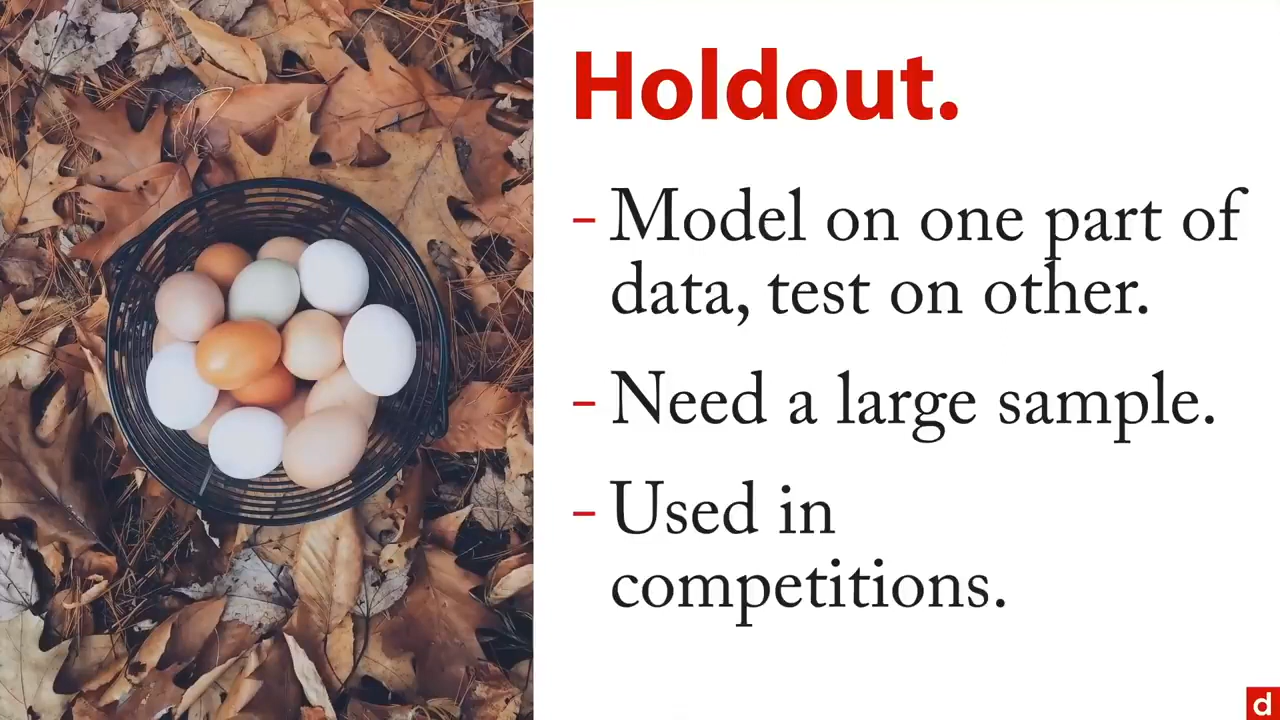 Holdout.
- Model on one part of
data, test on other.
- Need a large sample.
- Used in
competitions.
d